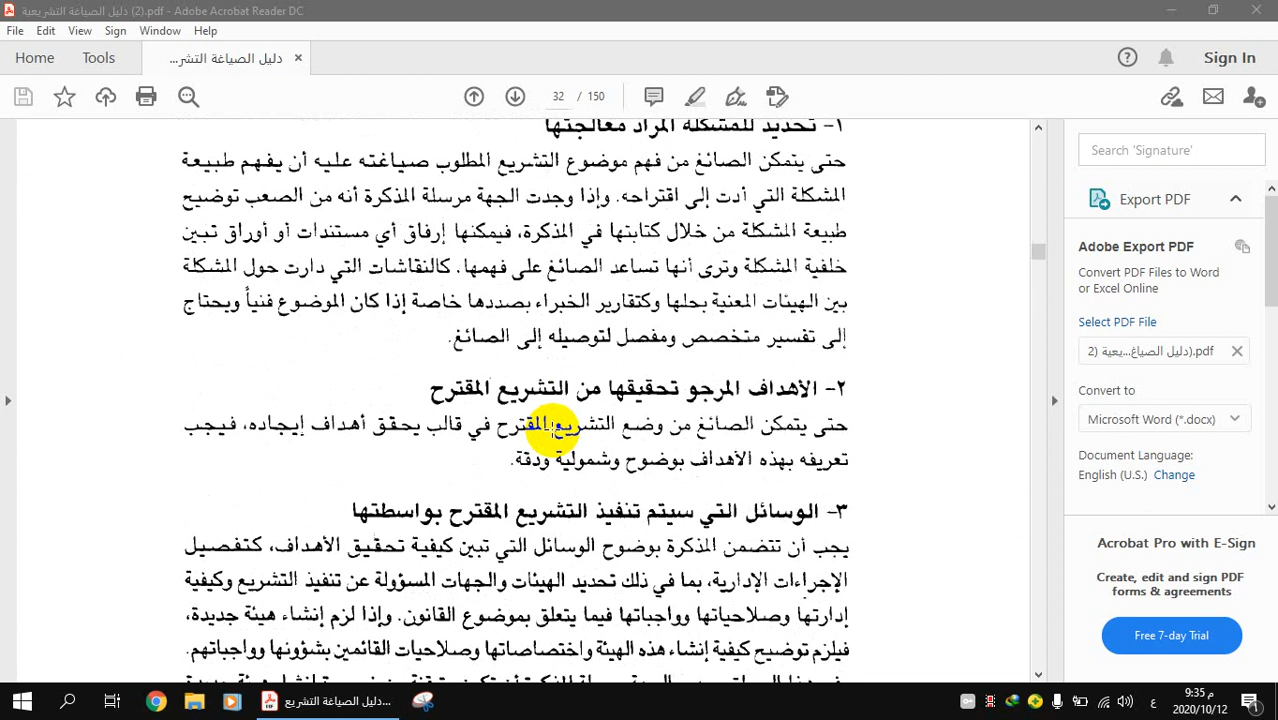 دليل الصياغة التشريعية (2).pdf - Adobe Acrobat Reader DC
File Edit View Sign Window Help
Home Tools دليل الصياغة التشر... × Sign In
32 / 150
١- تحديد للمشكلة المراد معالجتها
حتى يتمكن الصائغ من فهم موضوع التشريع المطلوب صياغته عليه أن يفهم طبيعة
المشكلة التي أدت إلى اقتراحه. وإذا وجدت الجهة مرسلة المذكرة أنه من الصعب توضيح
طبيعة المشكلة من خلال كتابتها في المذكرة، فيمكنها إرفاق أي مستندات أو أوراق تبين
خلفية المشكلة وترى أنها تساعد الصائغ على فهمها. كالنقاشات التي دارت حول المشكلة
بين الهيئات المعنية بحلها وكتقارير الخبراء بصددها خاصة إذا كان الموضوع فنياً ويحتاج
إلى تفسير متخصص ومفصل لتوصيله إلى الصائغ.
٢- الأهداف المرجو تحقيقها من التشريع المقترح
حتى يتمكن الصائغ من وضع التشريع المقترح في قالب يحقق أهداف إيجاده، فيجب
تعريفه بهذه الأهداف بوضوح وشمولية ودقة.
٣- الوسائل التي سيتم تنفيذ التشريع المقترح بواسطتها
يجب أن تتضمن المذكرة بوضوح الوسائل التي تبين كيفية تحقيق الأهداف، كتفصيل
الإجراءات الإدارية، بما في ذلك تحديد الهيئات والجهات المسؤولة عن تنفيذ التشريع وكيفية
إدارتها وصلاحياتها وواجباتها فيما يتعلق بموضوع القانون. وإذا لزم إنشاء هيئة جديدة،
فيلزم توضيح كيفية إنشاء هذه الهيئة واختصاصاتها وصلاحيات القائمين بشؤونها وواجباتهم.
Search 'Signature'
Export PDF
Adobe Export PDF
Convert PDF Files to Word
or Excel Online
Select PDF File
دليل الصياغ...يعية (2).pdf ×
Convert to
Microsoft Word (*.docx)
Document Language:
English (U.S.) Change
Acrobat Pro with E-Sign
Create, edit and sign PDF
forms & agreements
Free 7-day Trial
دليل الصياغة التشريع...
ع
9:35 م
2020/10/12
1